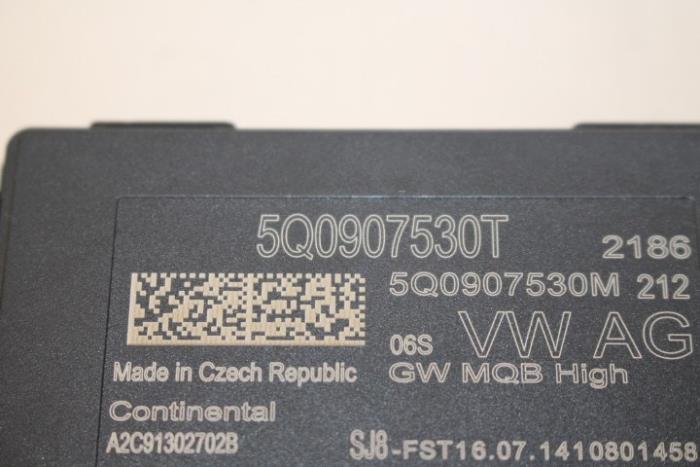 5Q0907530T 2186
5Q0907530M 212
06S VW AG
Made in Czech Republic GW MQB High
Continental
A2C91302702B SJ8-FST16.07.1410801458